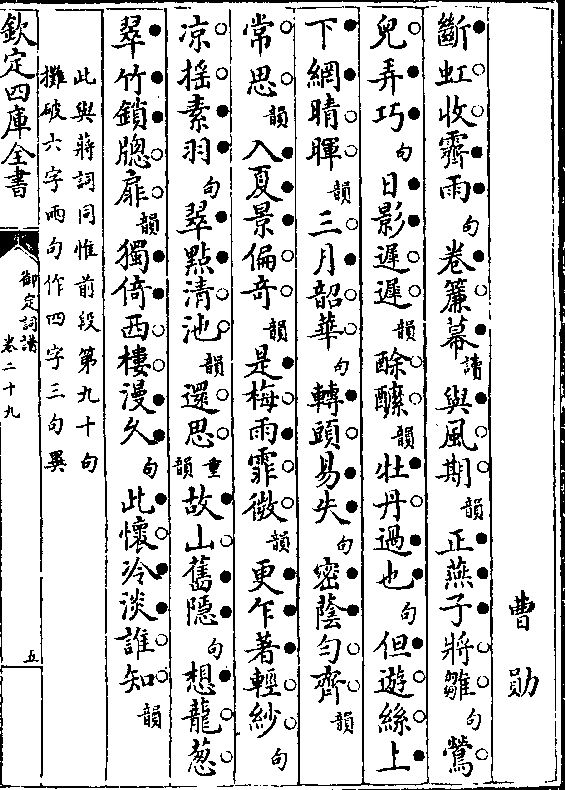 曹勛
斷虹收霽雨句卷簾幕讀與風期韻正燕子將雛句鶯
兒弄巧句日影遲遲韻酴醾韻牡丹過也句但遊絲上
下網晴暉韻三月韶華句轉頭易失句密蔭勻齊韻
常思韻入夏景偏竒韻是梅雨霏微韻更乍著輕紗句
凉揺素羽句翠㸃清池韻還思重韻故山舊隱句想龍葱
翠竹鎖牕扉韻獨倚西樓漫久句此懷冷淡誰知韻
此與蔣詞同惟前段第九十句
攤破六字兩句作四字三句異
欽定四庫全書
御定詞譜
卷二十九
五